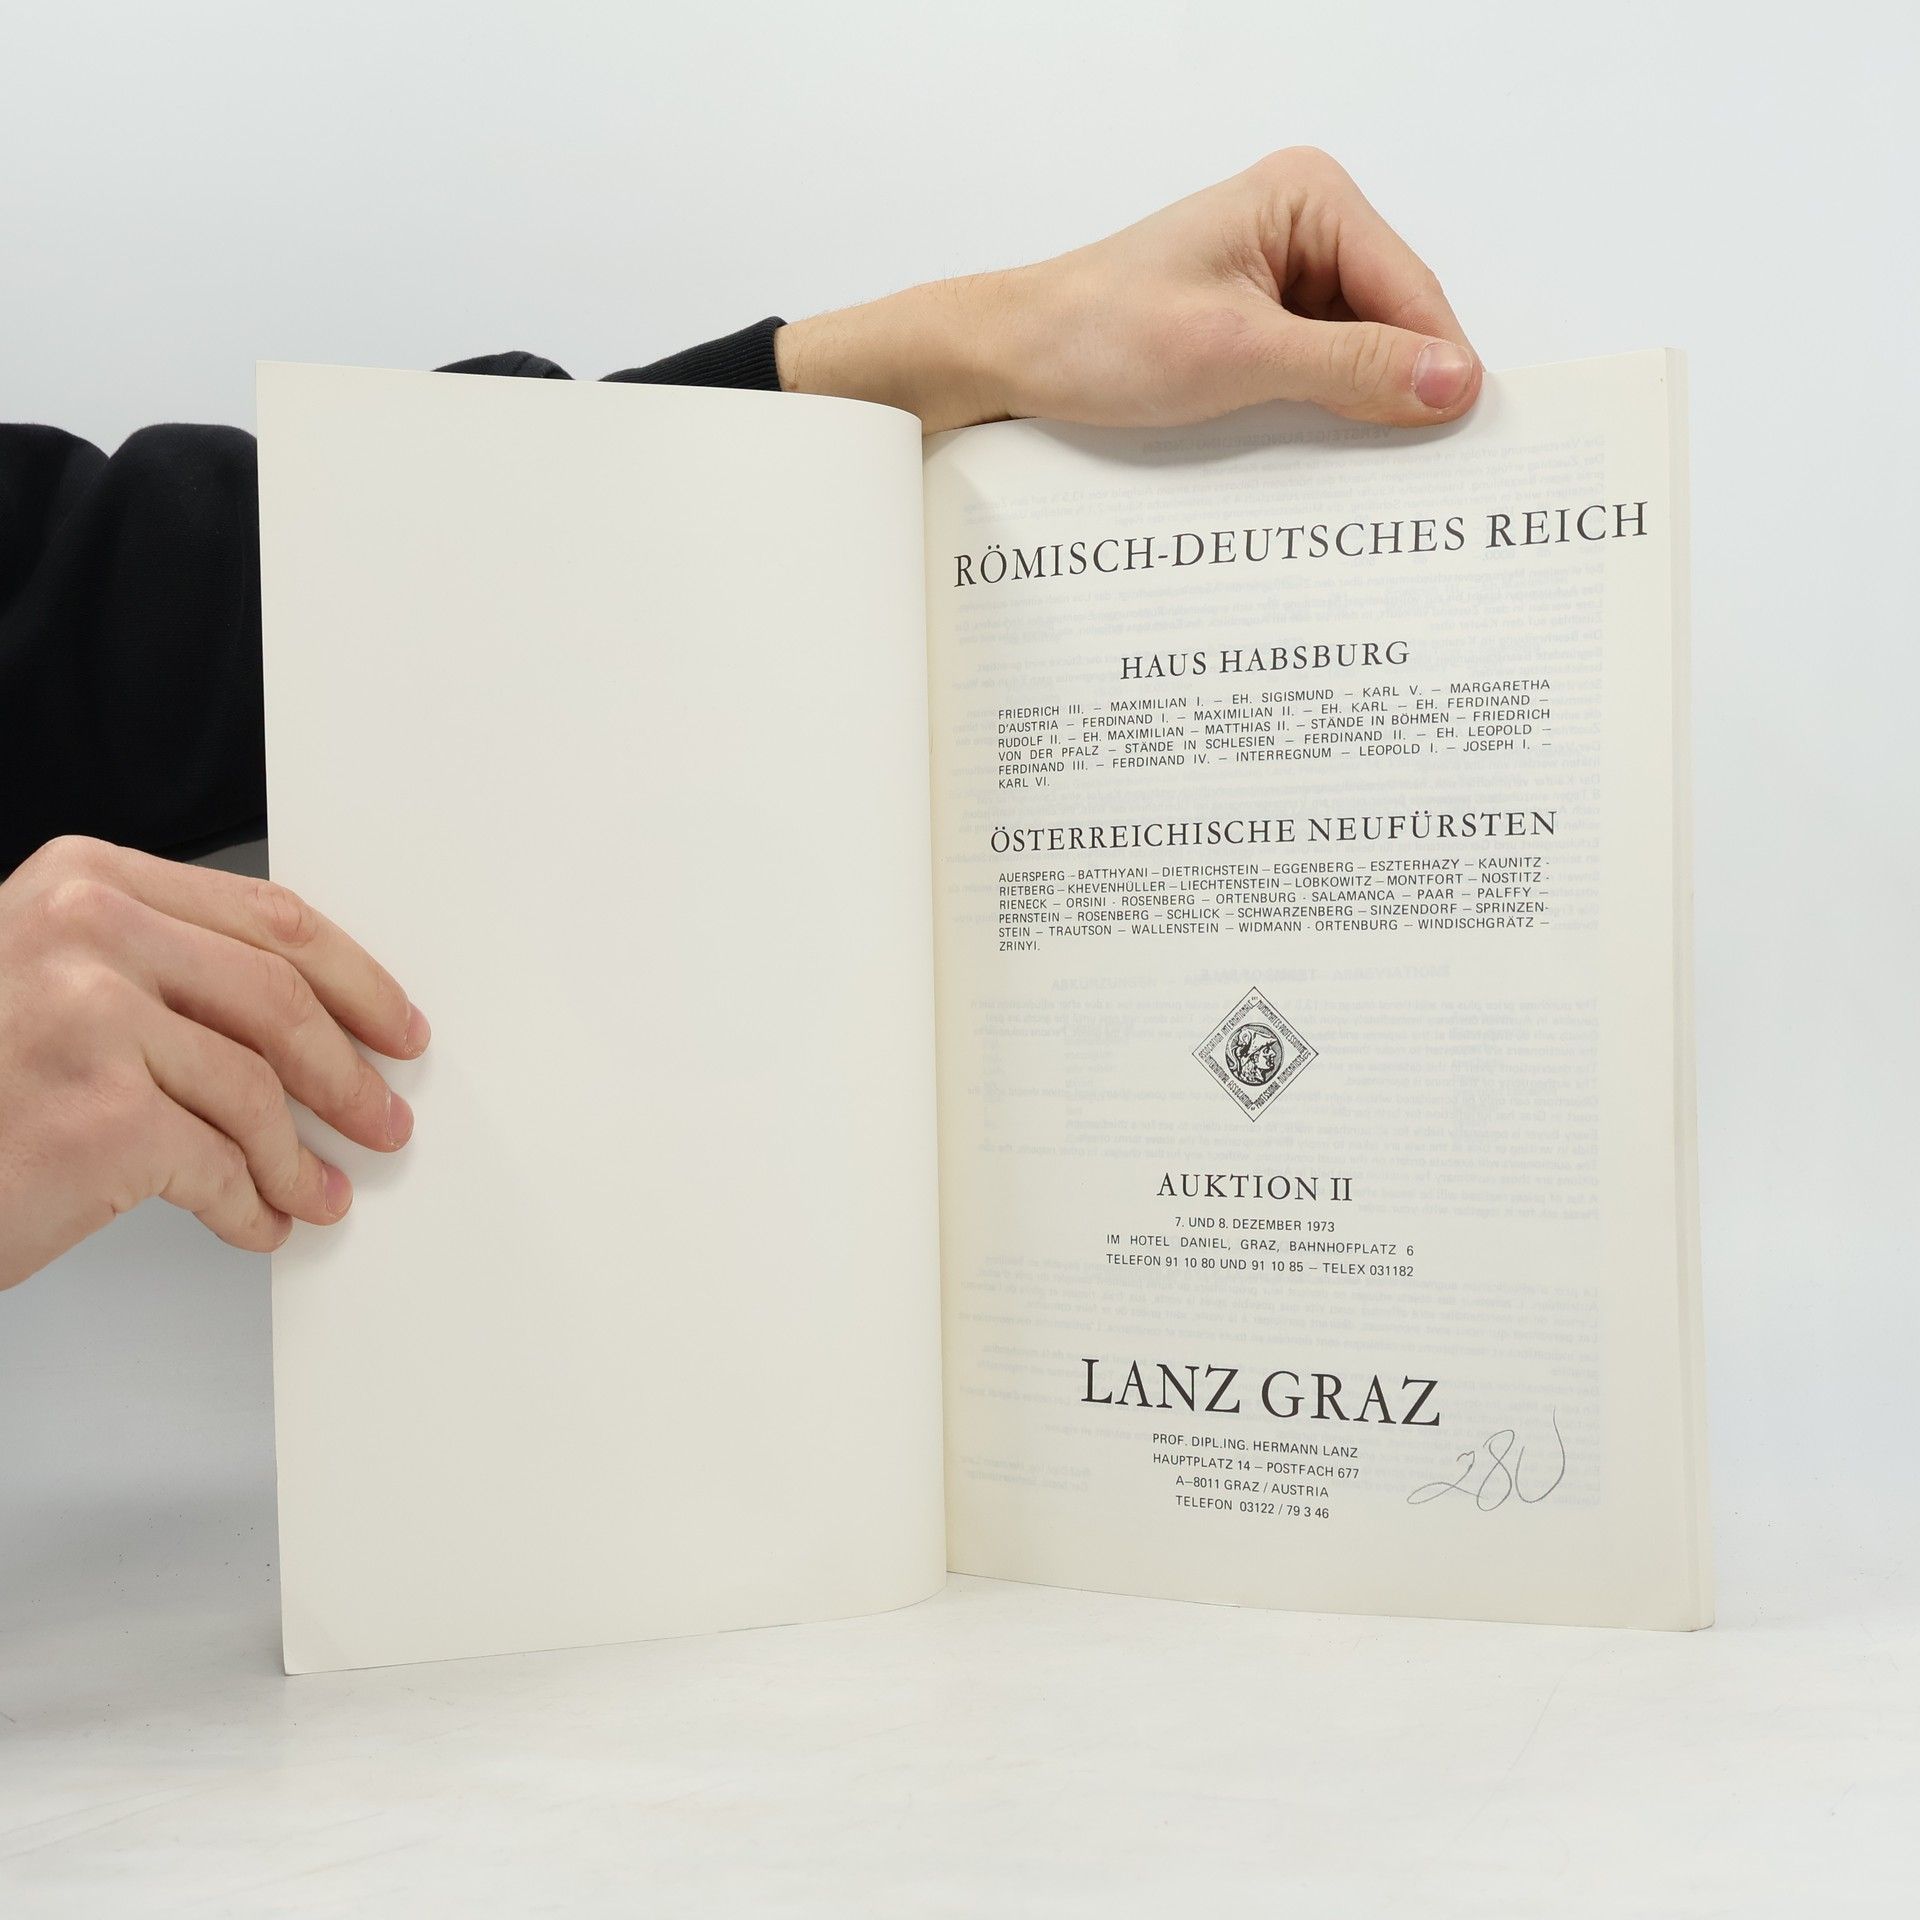 RÖMISCH-DEUTSCHES REICH
HAUS HABSBURG
FRIEDRICH III. – MAXIMILIAN I. – EH. SIGISMUND – KARL V. – MARGARETHA
D'AUSTRIA – FERDINAND I. – MAXIMILIAN II. – EH. KARL – EH. FERDINAND –
RUDOLF II. – EH. MAXIMILIAN – MATTHIAS II. – STÄNDE IN BÖHMEN – FRIEDRICH
VON DER PFALZ – STÄNDE IN SCHLESIEN – FERDINAND II. – EH. LEOPOLD –
FERDINAND III. – FERDINAND IV. – INTERREGNUM – LEOPOLD I. – JOSEPH I. –
KARL VI.
ÖSTERREICHISCHE NEUFÜRSTEN
AUERSPERG - BATTHYANI – DIETRICHSTEIN – EGGENBERG – ESZTERHAZY – KAUNITZ -
RIETBERG – KHEVENHÜLLER – LIECHTENSTEIN – LOBKOWITZ – MONTFORT – NOSTITZ -
RIENECK – ORSINI - ROSENBERG – ORTENBURG - SALAMANCA – PAAR – PALFFY –
PERNSTEIN – ROSENBERG – SCHLICK – SCHWARZENBERG – SINZENDORF – SPRINZEN-
STEIN – TRAUTSON – WALLENSTEIN – WIDMANN - ORTENBURG – WINDISCHGRÄTZ –
ZRINYI.
AUKTION II
7. UND 8. DEZEMBER 1973
IM HOTEL DANIEL, GRAZ, BAHNHOFPLATZ 6
TELEFON 91 10 80 UND 91 10 85 – TELEX 031182
LANZ GRAZ
PROF. DIPL.ING. HERMANN LANZ
HAUPTPLATZ 14 – POSTFACH 677
A–8011 GRAZ / AUSTRIA
TELEFON 03122 / 79 3 46
280